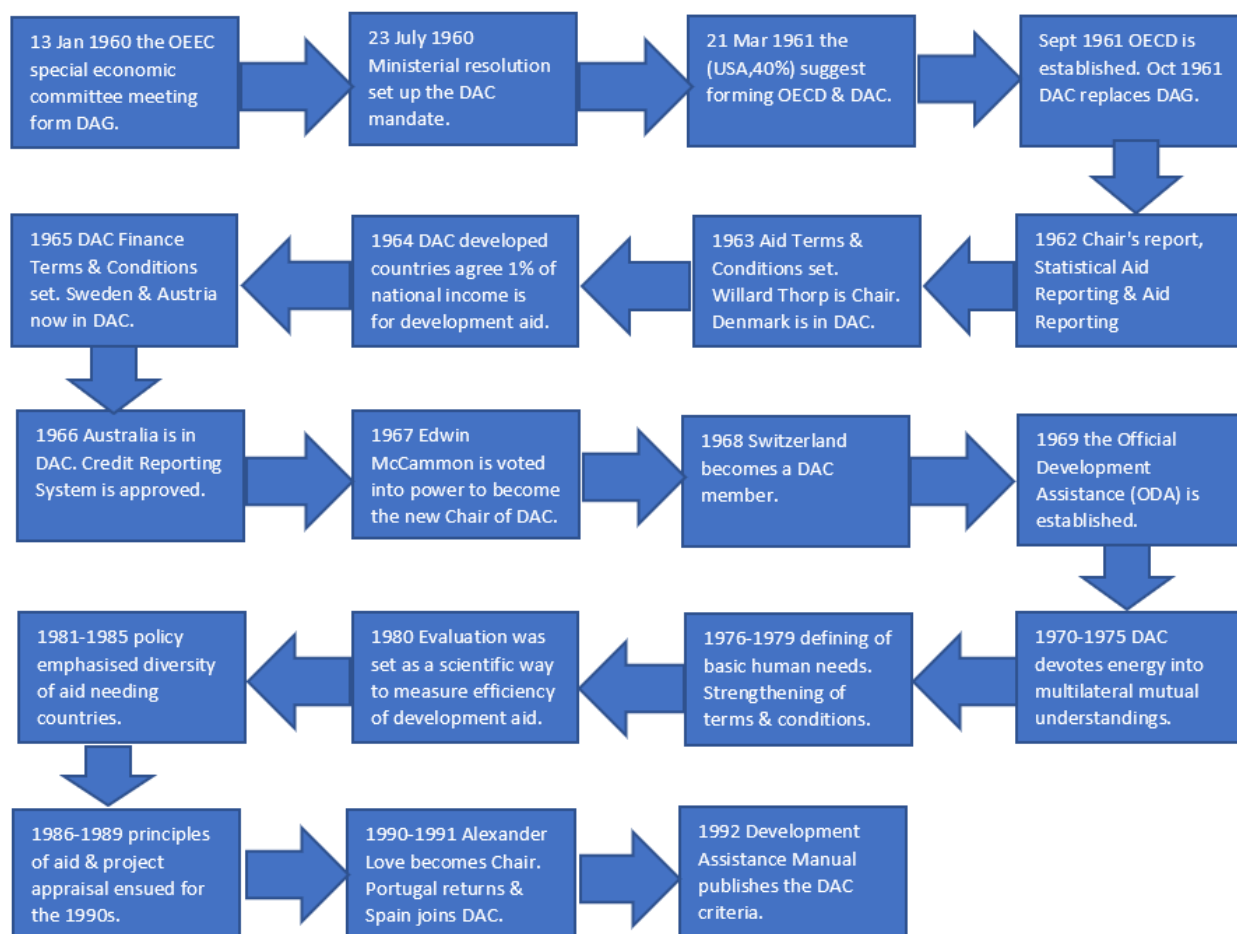 13 Jan 1960 the OEEC
special economic
committee meeting
form DAG.
23 July 1960
Ministerial resolution
set up the DAC
mandate.
21 Mar 1961 the
(USA,40%) suggest
forming OECD & DAC.
Sept 1961 OECD is
established. Oct 1961
DAC replaces DAG.
1962 Chair's report,
Statistical Aid
Reporting & Aid
Reporting
1963 Aid Terms &
Conditions set.
Willard Thorp is Chair.
Denmark is in DAC.
1964 DAC developed
countries agree 1% of
national income is
for development aid.
1965 DAC Finance
Terms & Conditions
set. Sweden & Austria
now in DAC.
1966 Australia is in
DAC. Credit Reporting
System is approved.
1967 Edwin
McCammon is voted
into power to become
the new Chair of DAC.
1968 Switzerland
becomes a DAC
member.
1969 the Official
Development
Assistance (ODA) is
established.
1970-1975 DAC
devotes energy into
multilateral mutual
understandings.
1976-1979 defining of
basic human needs.
Strengthening of
terms & conditions.
1980 Evaluation was
set as a scientific way
to measure efficiency
of development aid.
1981-1985 policy
emphasised diversity
of aid needing
countries.
1986-1989 principles
of aid & project
appraisal ensued for
the 1990s.
1990-1991 Alexander
Love becomes Chair.
Portugal returns &
Spain joins DAC.
1992 Development
Assistance Manual
publishes the DAC
criteria.